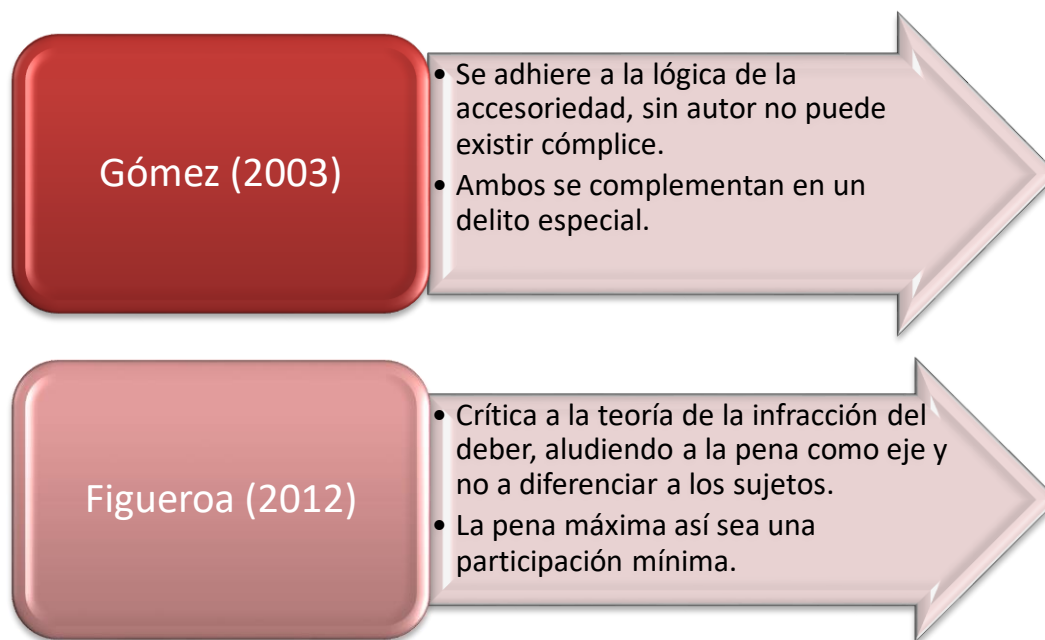 Gómez (2003)
• Se adhiere a la lógica de la
accesoriedad, sin autor no puede
existir cómplice.
• Ambos se complementan en un
delito especial.
Figueroa (2012)
• Crítica a la teoría de la infracción del
deber, aludiendo a la pena como eje y
no a diferenciar a los sujetos.
• La pena máxima así sea una
participación mínima.